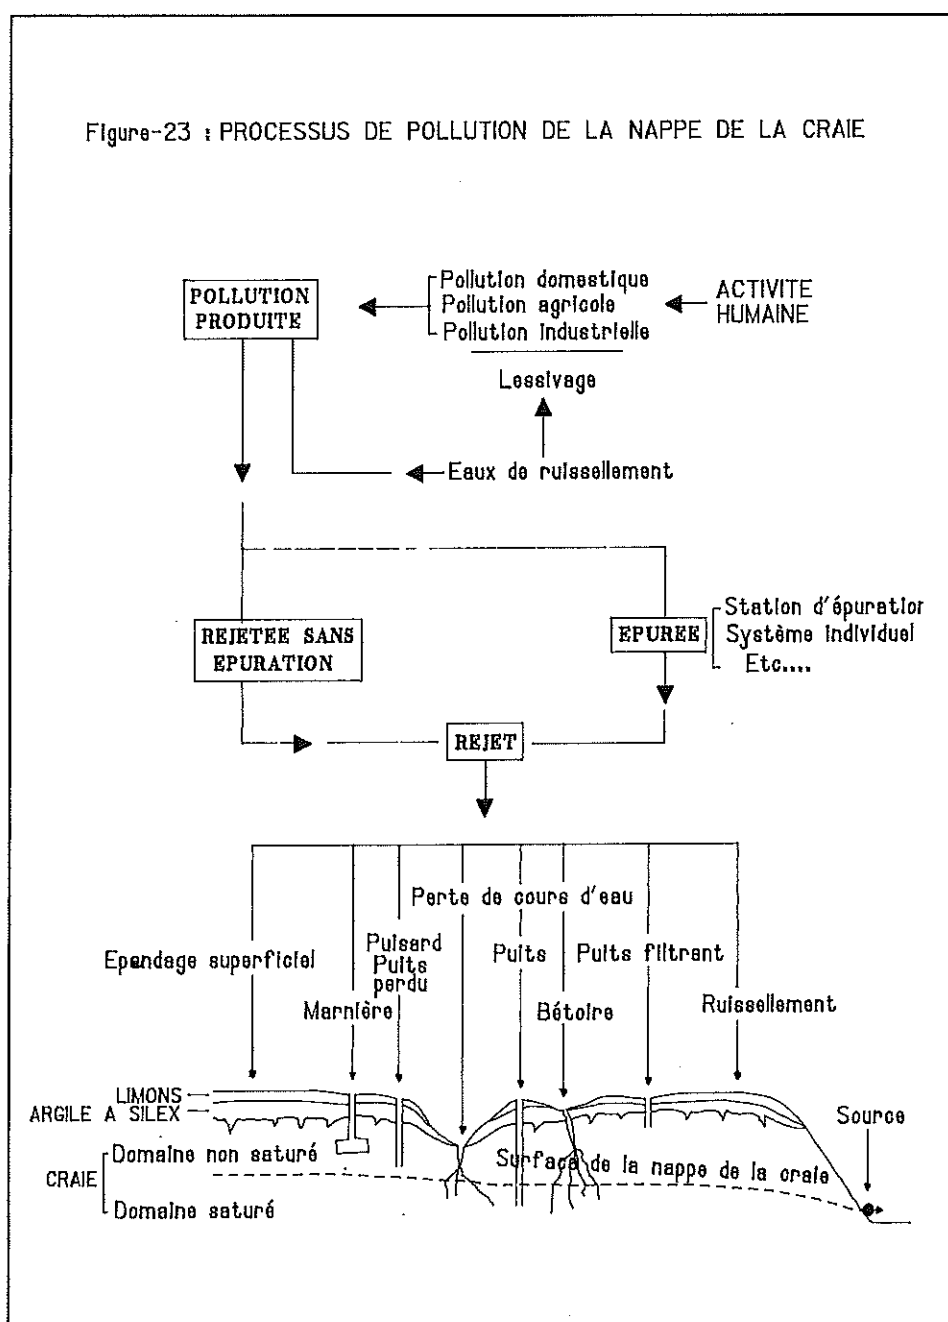 Figure-23 : PROCESSUS DE POLLUTION DE LA NAPPE DE LA CRAIE
POLLUTION
PRODUITE
Pollution domestique
Pollution agricole
Pollution industrielle
ACTIVITE
HUMAINE
Lessivage
Eaux de ruissellement
REJETEE SANS
EPURATION
EPUREE
Station d'épuration
Système individuel
Etc....
REJET
Perte de cours d'eau
Epandage superficiel
Marnière
Puisard
Puits
perdu
Puits
Bétoire
Puits filtrant
Ruissellement
LIMONS
ARGILE A SILEX
CRAIE
Domaine non saturé
Domaine saturé
Surface de la nappe de la craie
Source